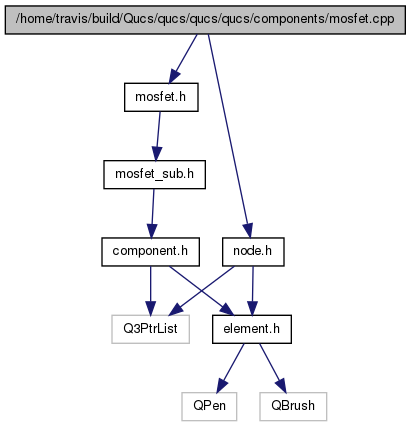 /home/travis/build/Qucs/qucs/qucs/qucs/components/mosfet.cpp
mosfet.h
mosfet_sub.h
component.h
node.h
Q3PtrList
element.h
QPen
QBrush